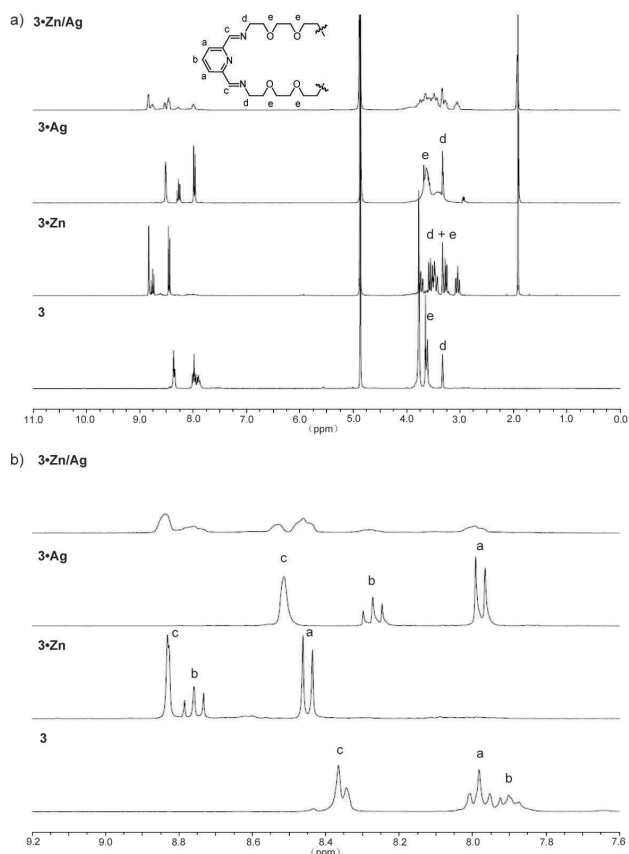 a) 3•Zn/Ag
c d e e
N O O
a
b N
a
c N O O
d e e
3•Ag
e d
3•Zn
d + e
3
e d
11.0 10.0 9.0 8.0 7.0 6.0 5.0 4.0 3.0 2.0 1.0 0.0
(ppm)
b) 3•Zn/Ag
3•Ag
c b a
3•Zn
c b a
3
c a b
9.2 9.0 8.8 8.6 8.4 8.2 8.0 7.8 7.6
(ppm)